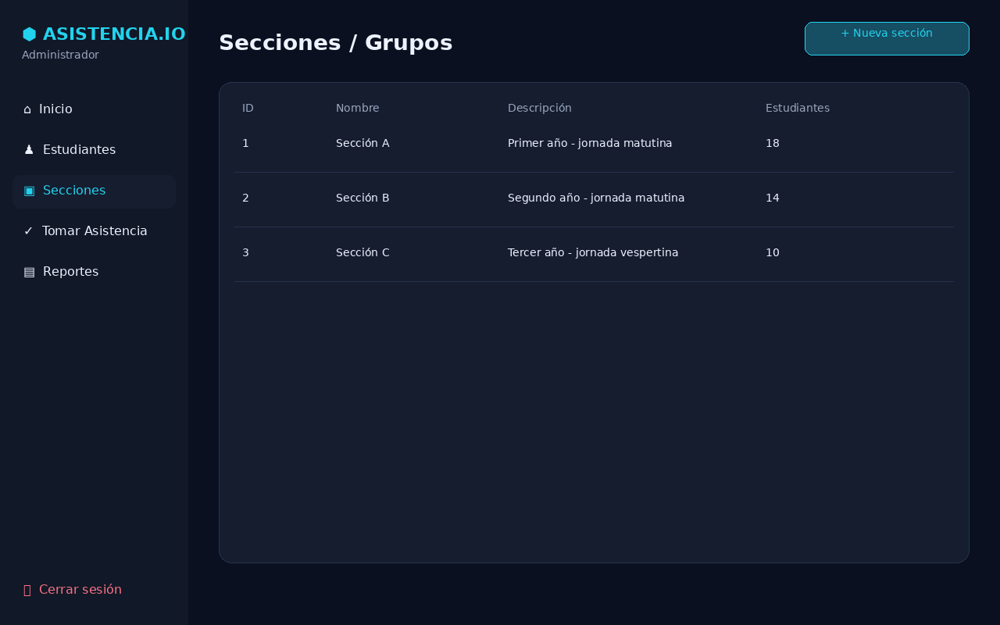 ⬢ ASISTENCIA.IO
Administrador
⌂ Inicio
♟ Estudiantes
▣ Secciones
✓ Tomar Asistencia
▤ Reportes
Cerrar sesión
Secciones / Grupos
+ Nueva sección
ID Nombre Descripción Estudiantes
1 Sección A Primer año - jornada matutina 18
2 Sección B Segundo año - jornada matutina 14
3 Sección C Tercer año - jornada vespertina 10